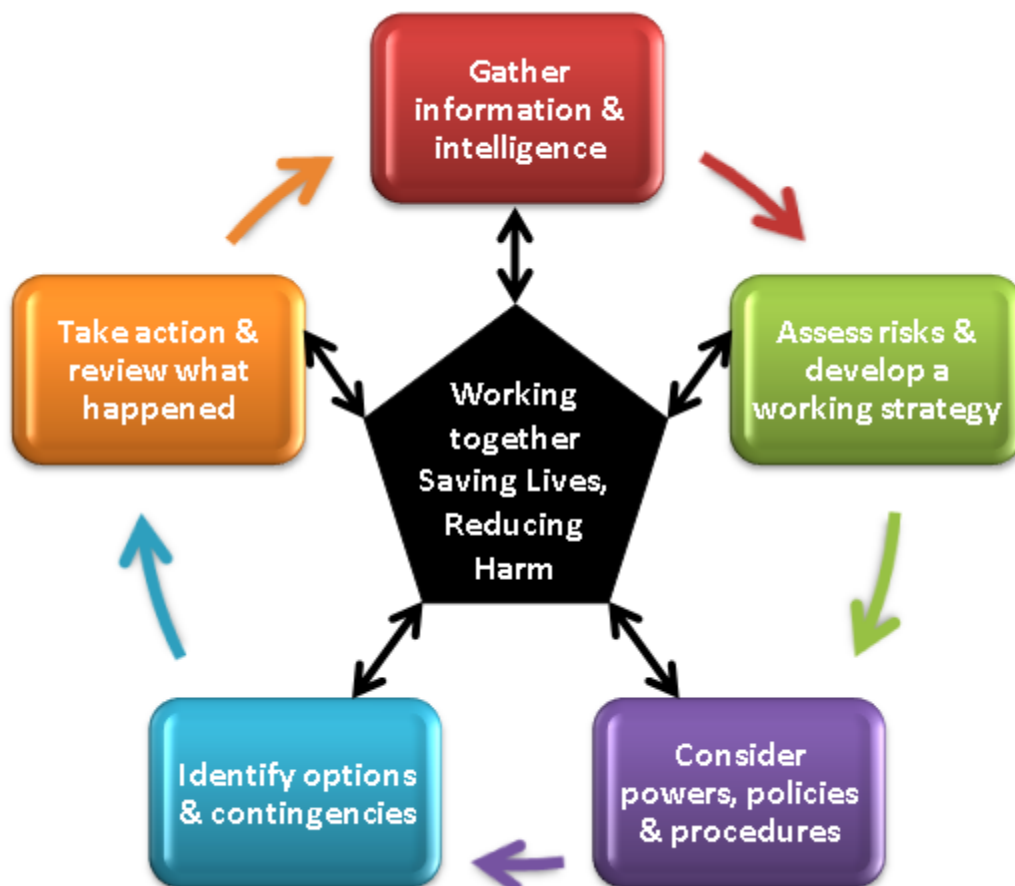 Gather
information &
intelligence
Assess risks &
develop a
working strategy
Consider
powers, policies
& procedures
Identify options
& contingencies
Take action &
review what
happened
Working
together
Saving Lives,
Reducing
Harm